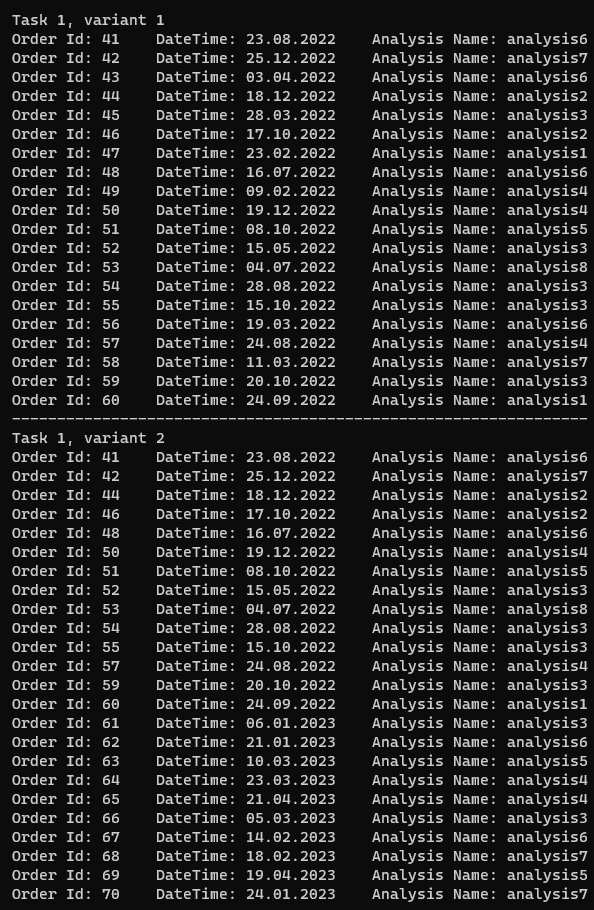 Task 1, variant 1
Order Id: 41    DateTime: 23.08.2022    Analysis Name: analysis6
Order Id: 42    DateTime: 25.12.2022    Analysis Name: analysis7
Order Id: 43    DateTime: 03.04.2022    Analysis Name: analysis6
Order Id: 44    DateTime: 18.12.2022    Analysis Name: analysis2
Order Id: 45    DateTime: 28.03.2022    Analysis Name: analysis3
Order Id: 46    DateTime: 17.10.2022    Analysis Name: analysis2
Order Id: 47    DateTime: 23.02.2022    Analysis Name: analysis1
Order Id: 48    DateTime: 16.07.2022    Analysis Name: analysis6
Order Id: 49    DateTime: 09.02.2022    Analysis Name: analysis4
Order Id: 50    DateTime: 19.12.2022    Analysis Name: analysis4
Order Id: 51    DateTime: 08.10.2022    Analysis Name: analysis5
Order Id: 52    DateTime: 15.05.2022    Analysis Name: analysis3
Order Id: 53    DateTime: 04.07.2022    Analysis Name: analysis8
Order Id: 54    DateTime: 28.08.2022    Analysis Name: analysis3
Order Id: 55    DateTime: 15.10.2022    Analysis Name: analysis3
Order Id: 56    DateTime: 19.03.2022    Analysis Name: analysis6
Order Id: 57    DateTime: 24.08.2022    Analysis Name: analysis4
Order Id: 58    DateTime: 11.03.2022    Analysis Name: analysis7
Order Id: 59    DateTime: 20.10.2022    Analysis Name: analysis3
Order Id: 60    DateTime: 24.09.2022    Analysis Name: analysis1
----------------------------------------------------------------
Task 1, variant 2
Order Id: 41    DateTime: 23.08.2022    Analysis Name: analysis6
Order Id: 42    DateTime: 25.12.2022    Analysis Name: analysis7
Order Id: 44    DateTime: 18.12.2022    Analysis Name: analysis2
Order Id: 46    DateTime: 17.10.2022    Analysis Name: analysis2
Order Id: 48    DateTime: 16.07.2022    Analysis Name: analysis6
Order Id: 50    DateTime: 19.12.2022    Analysis Name: analysis4
Order Id: 51    DateTime: 08.10.2022    Analysis Name: analysis5
Order Id: 52    DateTime: 15.05.2022    Analysis Name: analysis3
Order Id: 53    DateTime: 04.07.2022    Analysis Name: analysis8
Order Id: 54    DateTime: 28.08.2022    Analysis Name: analysis3
Order Id: 55    DateTime: 15.10.2022    Analysis Name: analysis3
Order Id: 57    DateTime: 24.08.2022    Analysis Name: analysis4
Order Id: 59    DateTime: 20.10.2022    Analysis Name: analysis3
Order Id: 60    DateTime: 24.09.2022    Analysis Name: analysis1
Order Id: 61    DateTime: 06.01.2023    Analysis Name: analysis3
Order Id: 62    DateTime: 21.01.2023    Analysis Name: analysis6
Order Id: 63    DateTime: 10.03.2023    Analysis Name: analysis5
Order Id: 64    DateTime: 23.03.2023    Analysis Name: analysis4
Order Id: 65    DateTime: 21.04.2023    Analysis Name: analysis4
Order Id: 66    DateTime: 05.03.2023    Analysis Name: analysis3
Order Id: 67    DateTime: 14.02.2023    Analysis Name: analysis6
Order Id: 68    DateTime: 18.02.2023    Analysis Name: analysis7
Order Id: 69    DateTime: 19.04.2023    Analysis Name: analysis5
Order Id: 70    DateTime: 24.01.2023    Analysis Name: analysis7